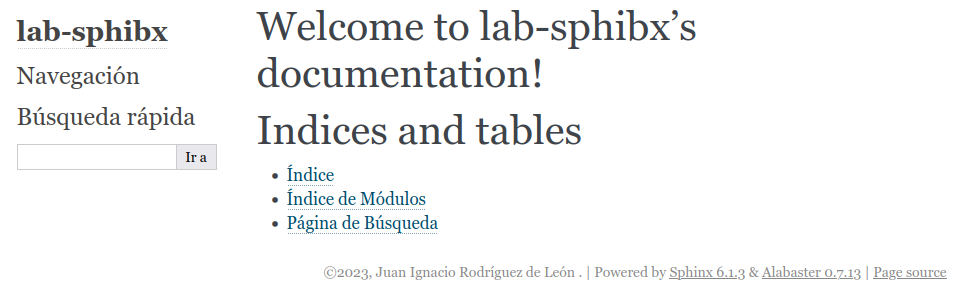 lab-sphibx
Navegación
Búsqueda rápida
Ir a
Welcome to lab-sphibx’s
documentation!
Indices and tables
Índice
Índice de Módulos
Página de Búsqueda
©2023, Juan Ignacio Rodríguez de León . | Powered by Sphinx 6.1.3 & Alabaster 0.7.13 | Page source